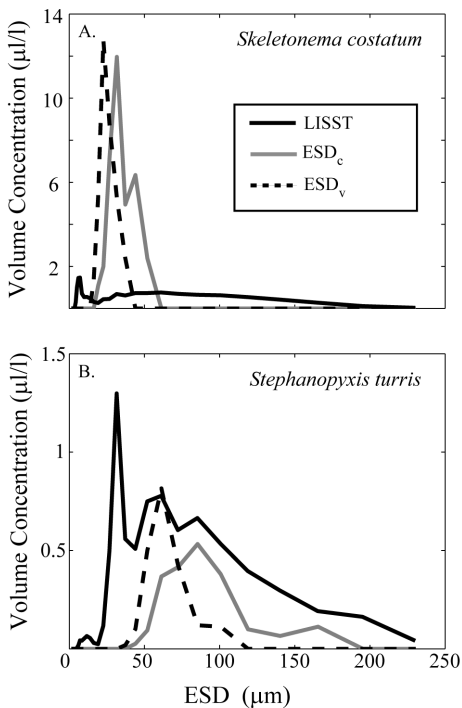 A.
Skeletonema costatum
14
10
6
2
Volume Concentration (μl/l)
LISST
ESDc
ESDv
B.
Stephanopyxis turris
1.5
1
0.5
Volume Concentration (μl/l)
0
50
100
150
200
250
ESD (μm)